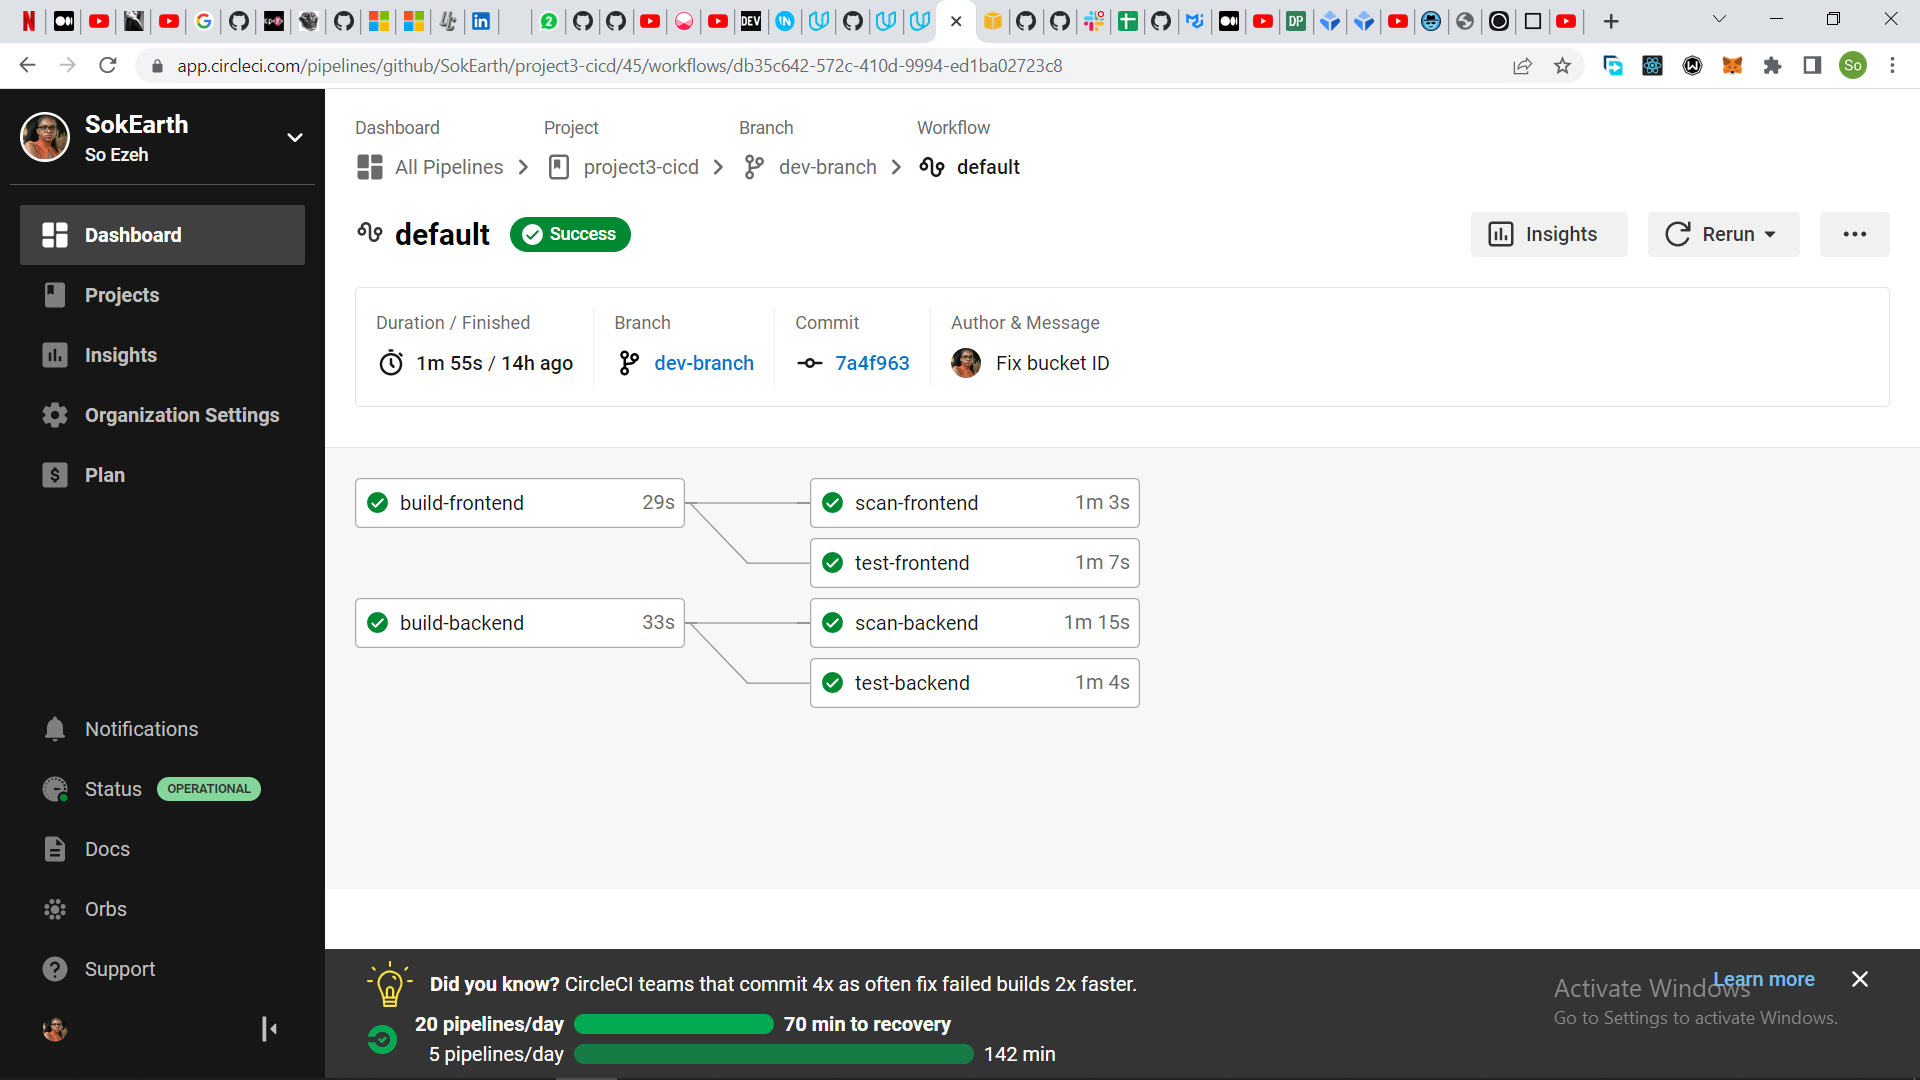 app.circleci.com/pipelines/github/SokEarth/project3-cicd/45/workflows/db35c642-572c-410d-9994-ed1ba02723c8
So
SokEarth
So Ezeh
Dashboard
Projects
Insights
Organization Settings
Plan
Notifications
Status OPERATIONAL
Docs
Orbs
Support
Dashboard Project Branch Workflow
All Pipelines project3-cicd dev-branch default
default Success
Insights Rerun
Duration / Finished Branch Commit Author & Message
1m 55s / 14h ago dev-branch 7a4f963 Fix bucket ID
build-frontend 29s scan-frontend 1m 3s
test-frontend 1m 7s
build-backend 33s scan-backend 1m 15s
test-backend 1m 4s
Did you know? CircleCI teams that commit 4x as often fix failed builds 2x faster.
Learn more
20 pipelines/day 70 min to recovery
5 pipelines/day 142 min
Activate Windows
Go to Settings to activate Windows.